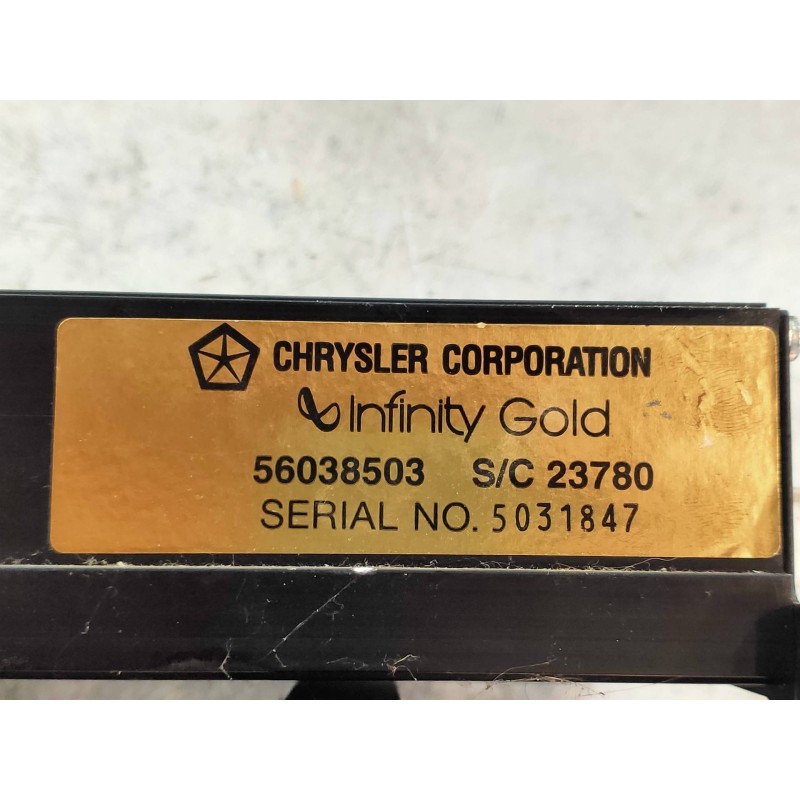 CHRYSLER CORPORATION
Infinity Gold
56038503 S/C 23780
SERIAL NO. 5031847